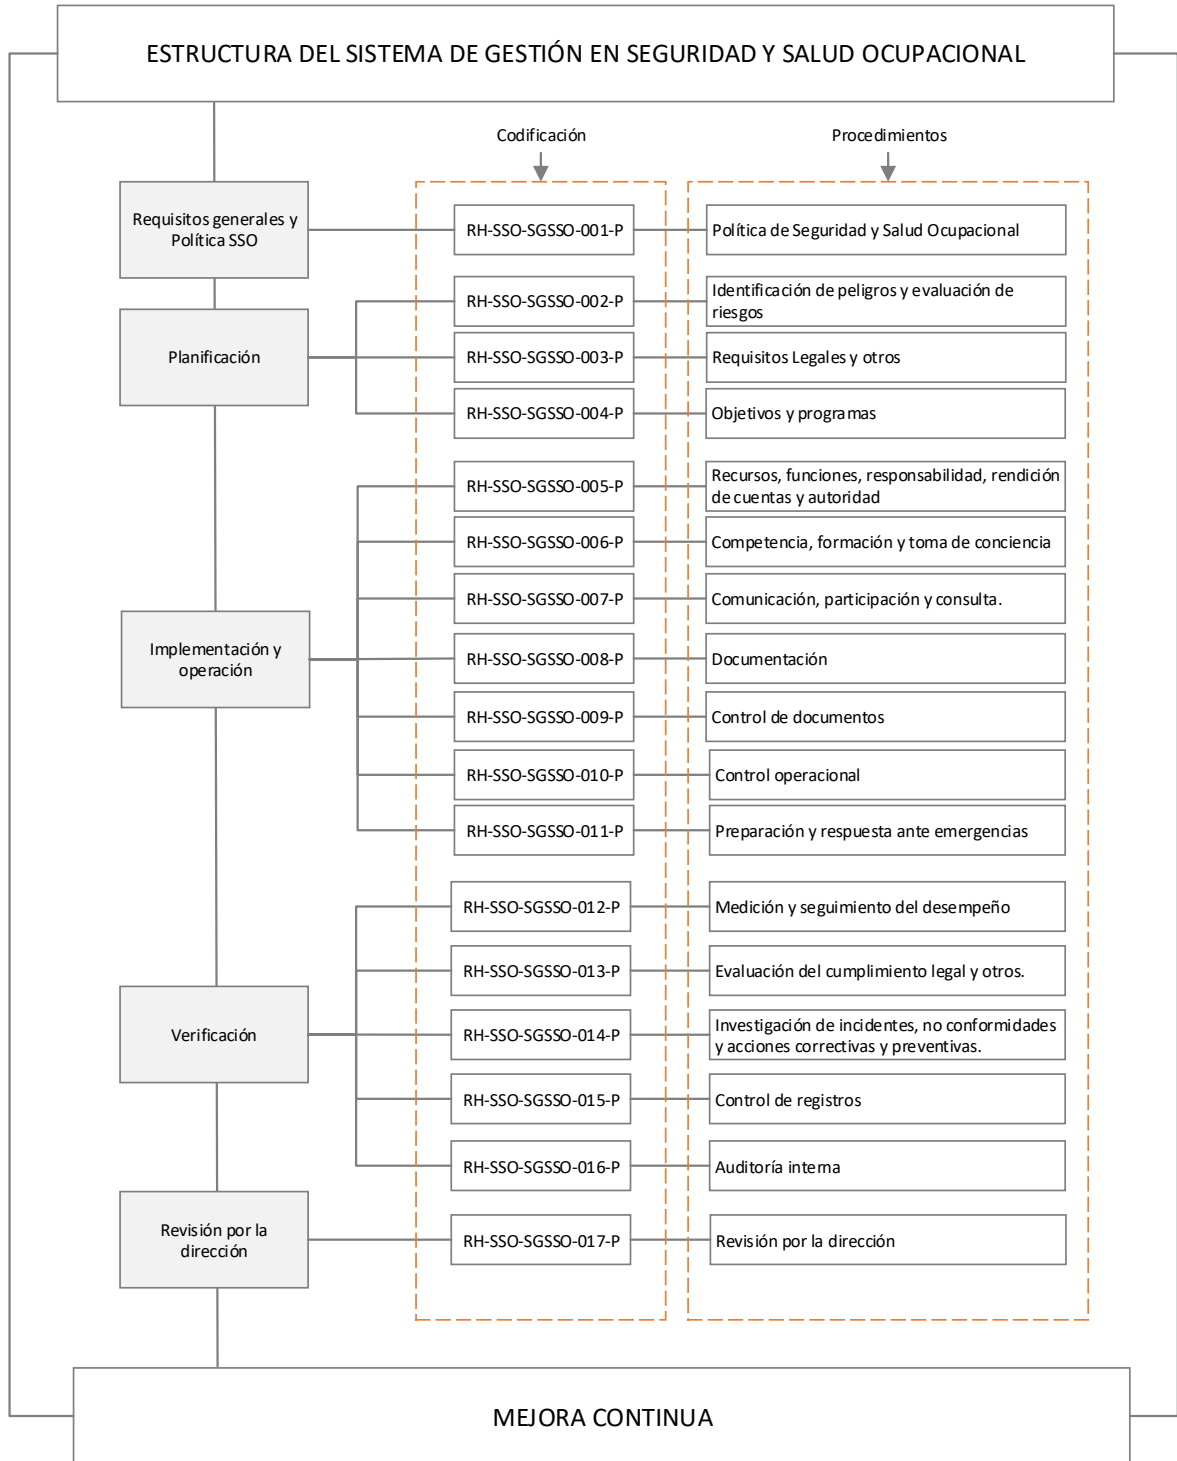 ESTRUCTURA DEL SISTEMA DE GESTIÓN EN SEGURIDAD Y SALUD OCUPACIONAL
Codificación
Procedimientos
Requisitos generales y
Política SSO
RH-SSO-SGSSO-001-P
Política de Seguridad y Salud Ocupacional
Planificación
RH-SSO-SGSSO-002-P
Identificación de peligros y evaluación de
riesgos
RH-SSO-SGSSO-003-P
Requisitos Legales y otros
RH-SSO-SGSSO-004-P
Objetivos y programas
Implementación y
operación
RH-SSO-SGSSO-005-P
Recursos, funciones, responsabilidad, rendición
de cuentas y autoridad
RH-SSO-SGSSO-006-P
Competencia, formación y toma de conciencia
RH-SSO-SGSSO-007-P
Comunicación, participación y consulta.
RH-SSO-SGSSO-008-P
Documentación
RH-SSO-SGSSO-009-P
Control de documentos
RH-SSO-SGSSO-010-P
Control operacional
RH-SSO-SGSSO-011-P
Preparación y respuesta ante emergencias
Verificación
RH-SSO-SGSSO-012-P
Medición y seguimiento del desempeño
RH-SSO-SGSSO-013-P
Evaluación del cumplimiento legal y otros.
RH-SSO-SGSSO-014-P
Investigación de incidentes, no conformidades
y acciones correctivas y preventivas.
RH-SSO-SGSSO-015-P
Control de registros
RH-SSO-SGSSO-016-P
Auditoría interna
Revisión por la
dirección
RH-SSO-SGSSO-017-P
Revisión por la dirección
MEJORA CONTINUA